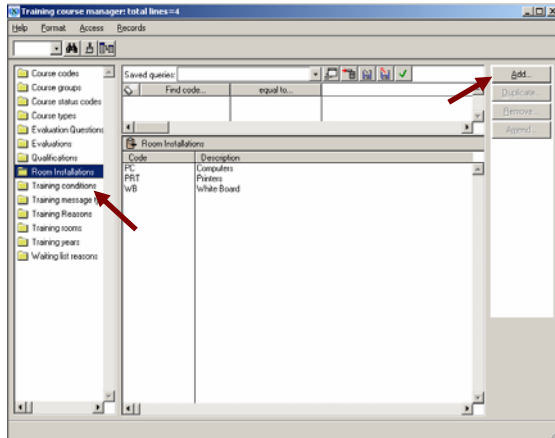 Training course manager: total lines=4
Help Format Access Records
Course codes
Course groups
Course status codes
Course types
Evaluation Questions
Evaluations
Qualifications
Room Installations
Training conditions
Training message t
Training Reasons
Training rooms
Training years
Waiting list reasons
Saved queries:
Find code... equal to...
Room Installations
Code Description
PC Computers
PRT Printers
WB White Board
Add...
Duplicate...
Remove...
Append...